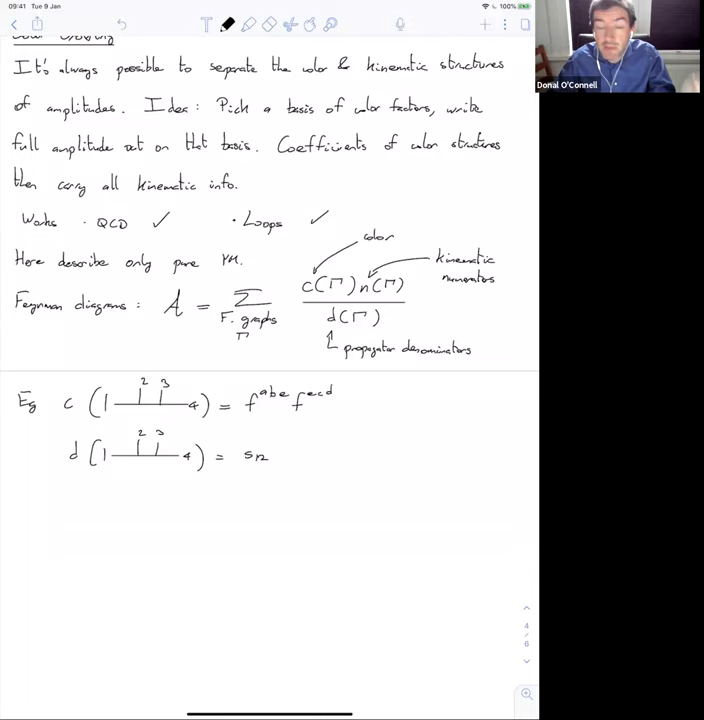 09:41 Tue 9 Jan
100%
Donal O'Connell
It's always possible to separate the color & kinematic structures
of amplitudes. Idea: Pick a basis of color factors, write
full amplitude out on that basis. Coefficients of color structures
then carry all kinematic info.
Works · QCD ✓ · Loops ✓
color
Here describe only pure YM.
kinematic
numerators
Feynman diagrams: A = Σ c(Γ) n(Γ) / d(Γ)
F. graphs
Γ
propagator denominators
Eg c (1 2 3 4) = f^abe f^ecd
d (1 2 3 4) = s12
4
/
6